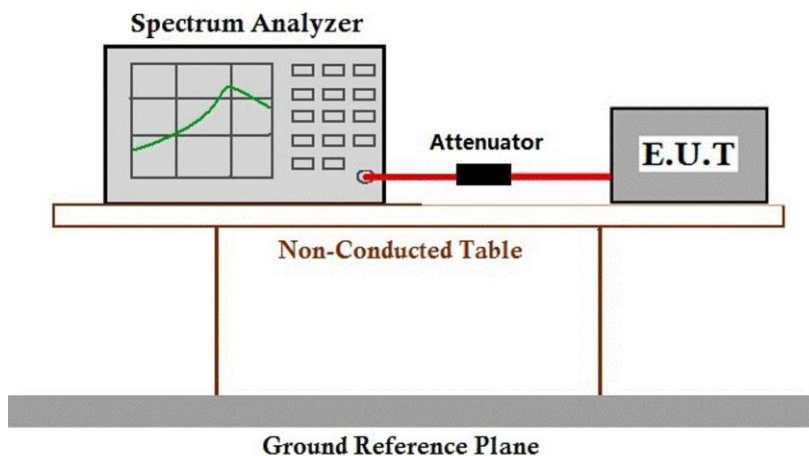 Spectrum Analyzer
Attenuator
E.U.T
Non-Conducted Table
Ground Reference Plane